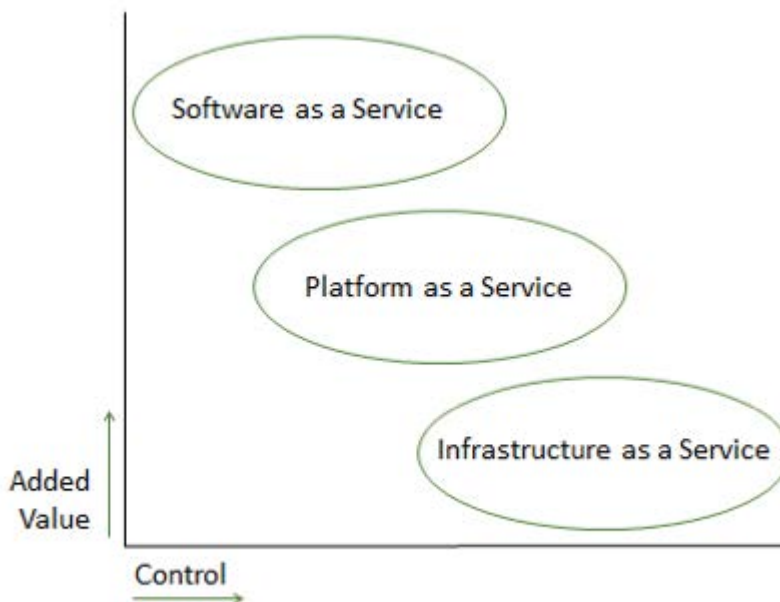 Software as a Service
Platform as a Service
Infrastructure as a Service
Added
Value
Control